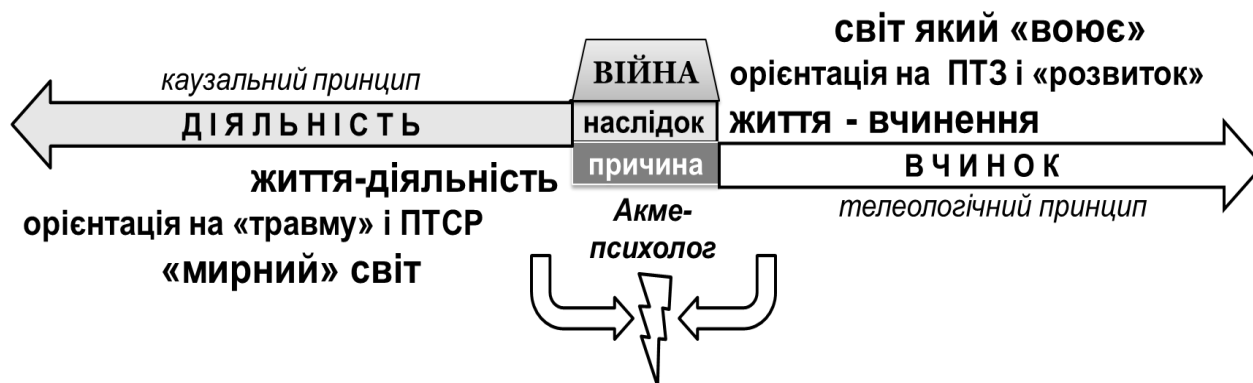 світ який «воює»
каузальний принцип
ВІЙНА
орієнтація на ПТЗ і «розвиток»
ДІЯЛЬНІСТЬ
наслідок
життя - вчинення
життя-діяльність
причина
ВЧИНОК
орієнтація на «травму» і ПТСР
Акме-
психолог
телеологічний принцип
«мирний» світ